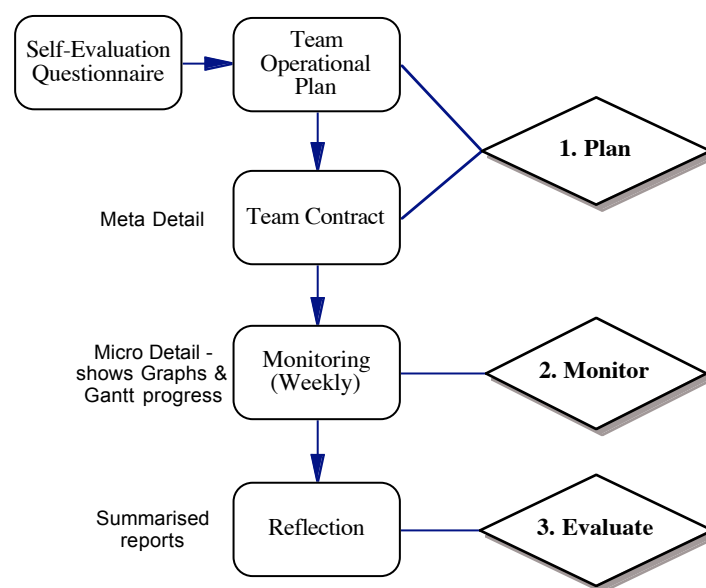 Self-Evaluation
Questionnaire
Team
Operational
Plan
1. Plan
Meta Detail
Team Contract
Micro Detail -
shows Graphs &
Gantt progress
Monitoring
(Weekly)
2. Monitor
Summarised
reports
Reflection
3. Evaluate